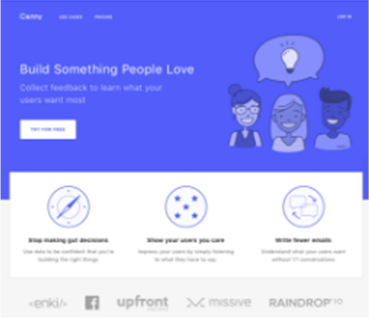 Canny
USE CASES
PRICING
LOG IN
Build Something People Love
Collect feedback to learn what your
users want most
TRY FOR FREE
Stop making gut decisions
Use data to be confident that you're
building the right things
Show your users you care
Impress your users by simply listening
to what they have to say
Write fewer emails
Understand what your users want
without 1:1 conversations
<enki/>
upfront
missive
RAINDROP.IO